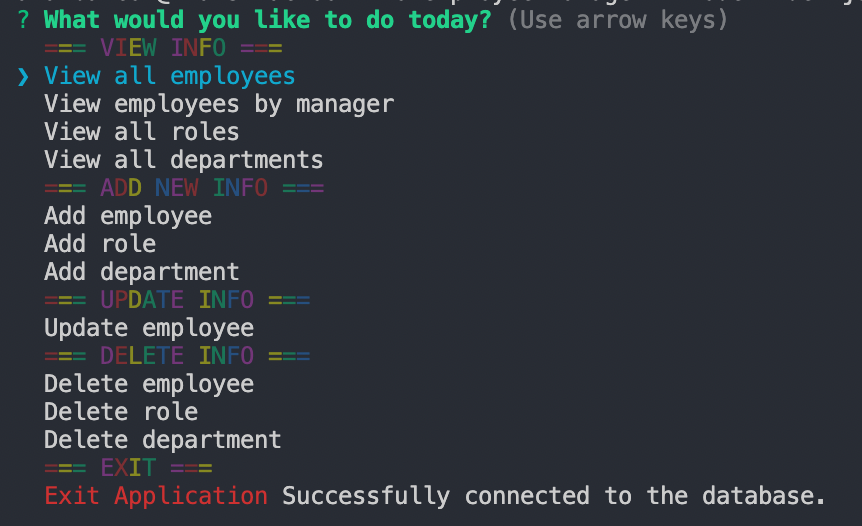 ? What would you like to do today? (Use arrow keys)
=== VIEW INFO ===
❯ View all employees
View employees by manager
View all roles
View all departments
=== ADD NEW INFO ===
Add employee
Add role
Add department
=== UPDATE INFO ===
Update employee
=== DELETE INFO ===
Delete employee
Delete role
Delete department
=== EXIT ===
Exit Application Successfully connected to the database.